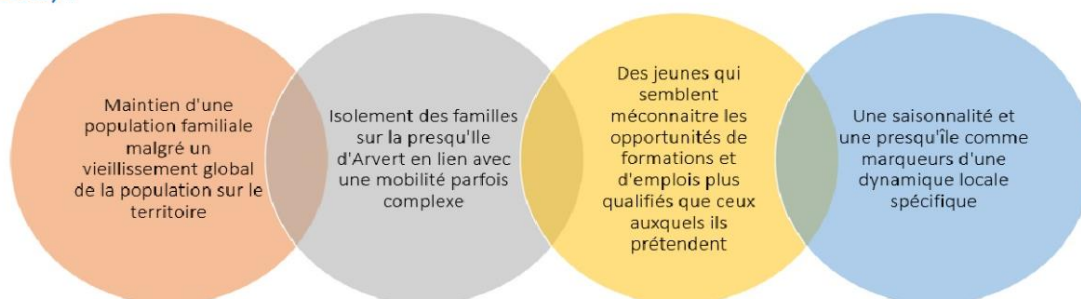 Maintien d'une
population familiale
malgré un
vieillissement global
de la population sur le
territoire
Isolement des familles
sur la presqu'Ile
d'Arvert en lien avec
une mobilité parfois
complexe
Des jeunes qui
semblent
méconnaitre les
opportunités de
formations et
d'emplois plus
qualifiés que ceux
auxquels ils
prétendent
Une saisonnalité et
une presqu'île comme
marqueurs d'une
dynamique locale
spécifique